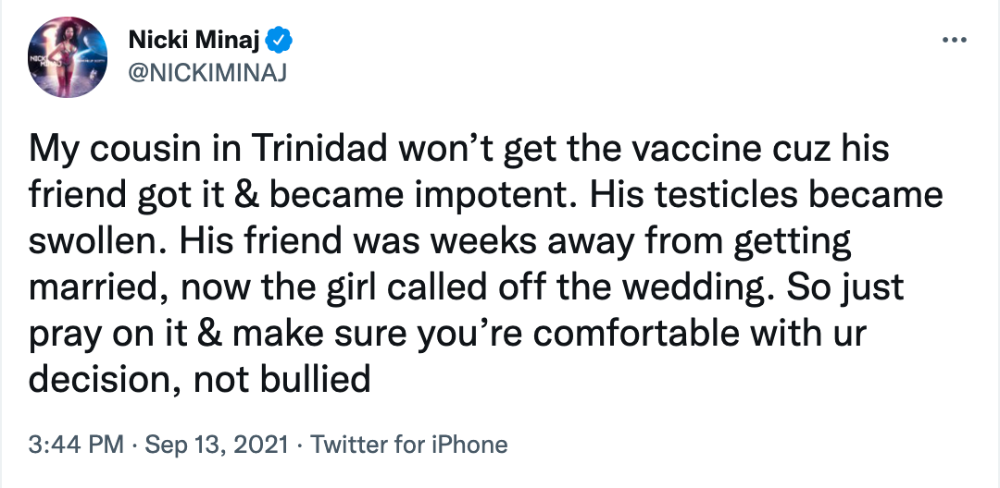 Nicki Minaj
@NICKIMINAJ
My cousin in Trinidad won’t get the vaccine cuz his
friend got it & became impotent. His testicles became
swollen. His friend was weeks away from getting
married, now the girl called off the wedding. So just
pray on it & make sure you’re comfortable with ur
decision, not bullied
3:44 PM · Sep 13, 2021 · Twitter for iPhone